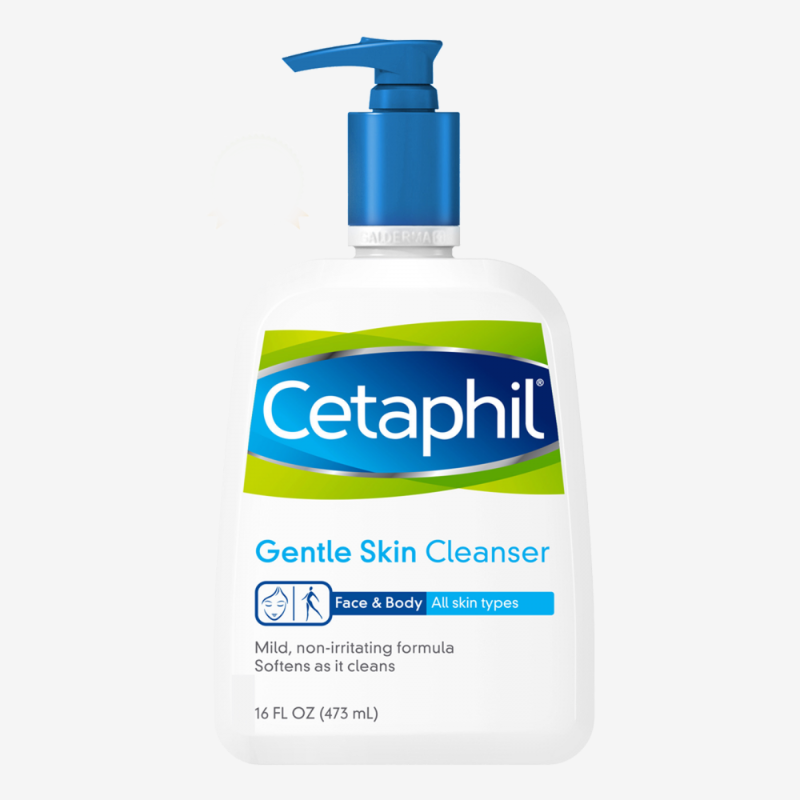 GALDERMA
Cetaphil®
Gentle Skin Cleanser
Face & Body All skin types
Mild, non-irritating formula
Softens as it cleans
16 FL OZ (473 mL)